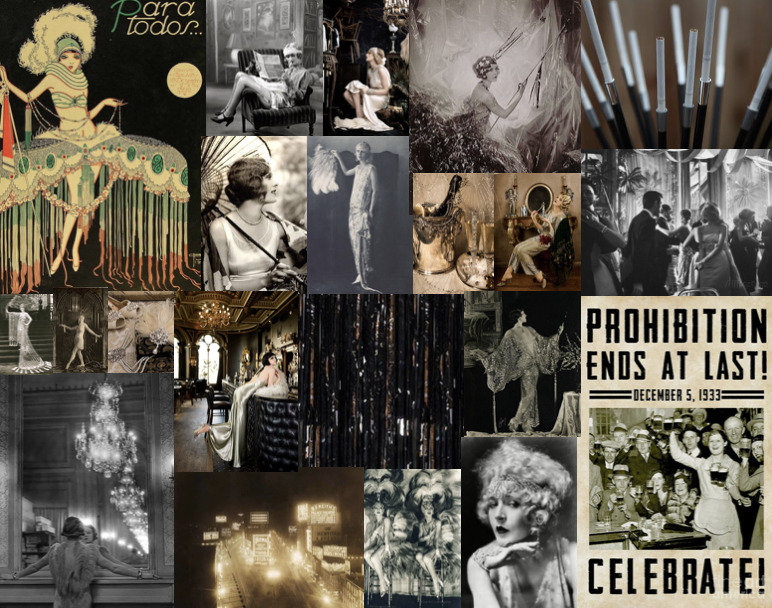 Para
todos...
PROHIBITION
ENDS AT LAST!
DECEMBER 5, 1933
CELEBRATE!